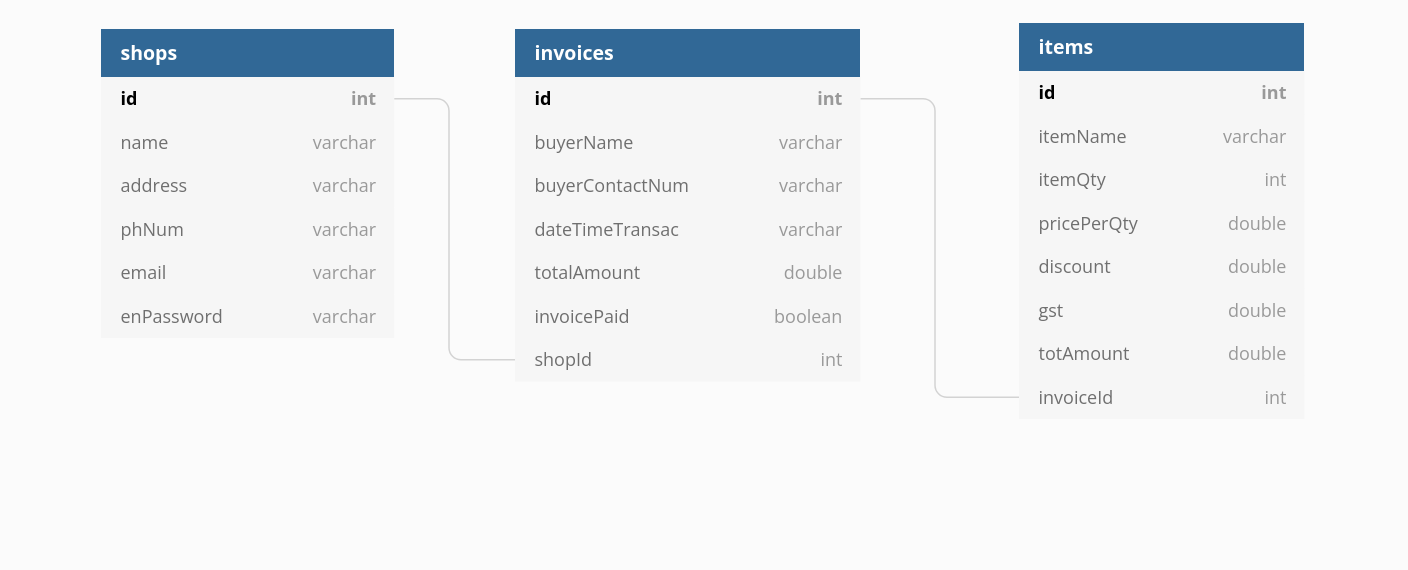 shops
id int
name varchar
address varchar
phNum varchar
email varchar
enPassword varchar
invoices
id int
buyerName varchar
buyerContactNum varchar
dateTimeTransac varchar
totalAmount double
invoicePaid boolean
shopId int
items
id int
itemName varchar
itemQty int
pricePerQty double
discount double
gst double
totAmount double
invoiceId int